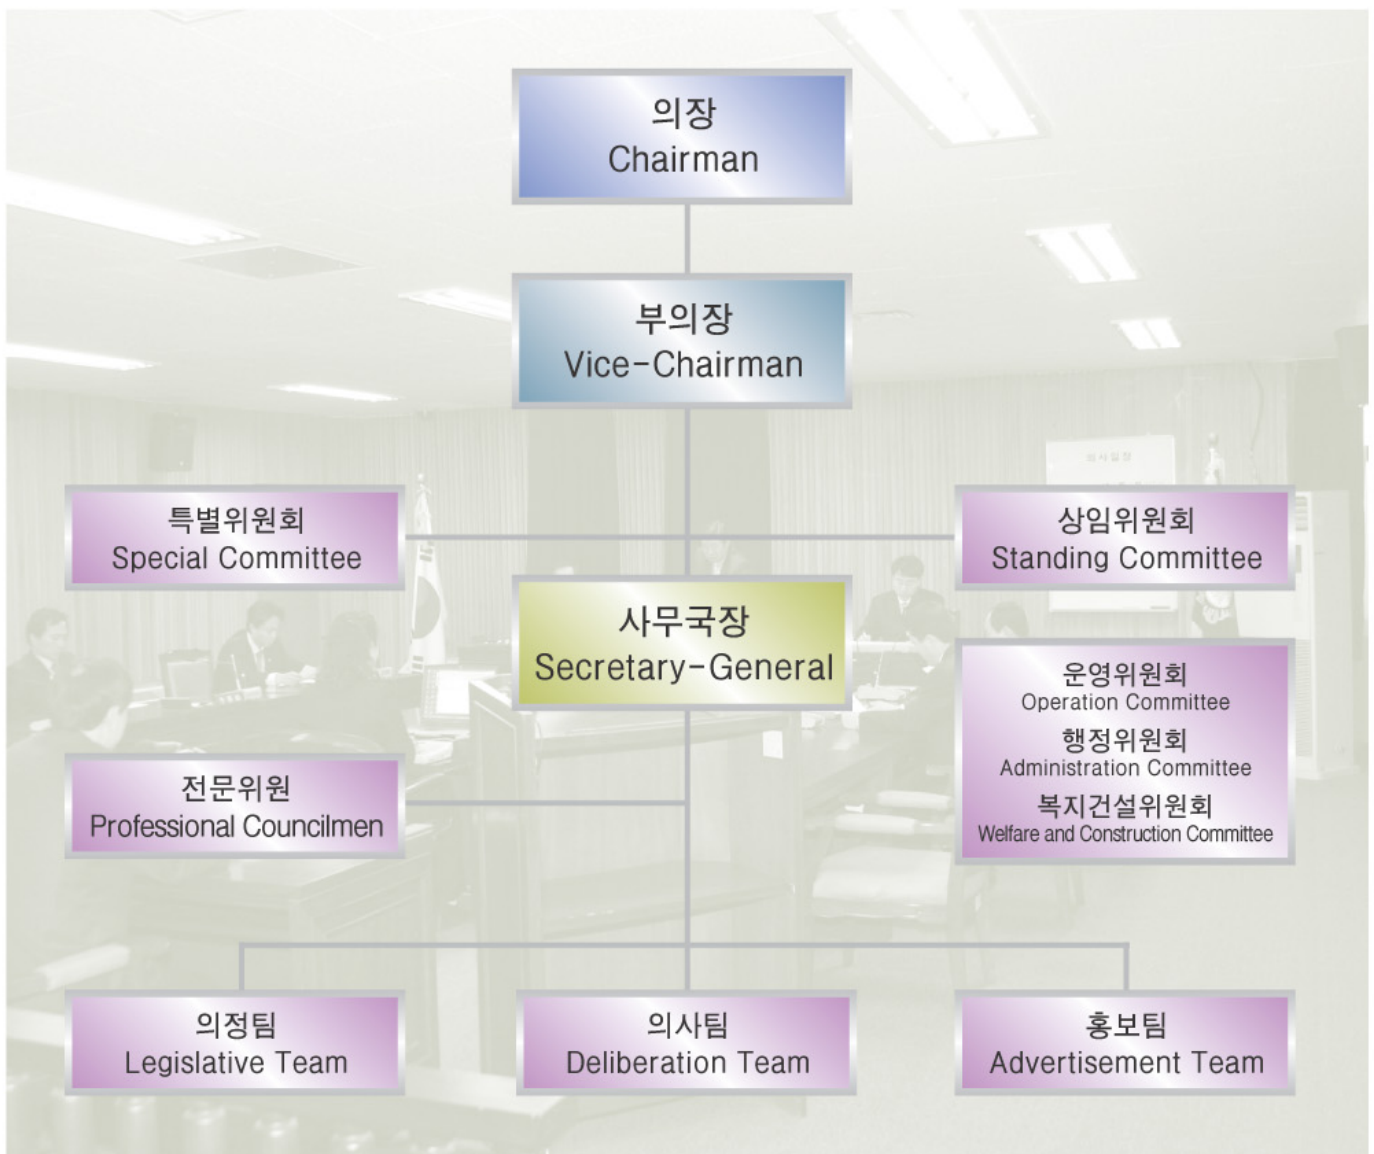 의장
Chairman
부의장
Vice-Chairman
특별위원회
Special Committee
상임위원회
Standing Committee
사무국장
Secretary-General
운영위원회
Operation Committee
행정위원회
Administration Committee
복지건설위원회
Welfare and Construction Committee
전문위원
Professional Councilmen
의정팀
Legislative Team
의사팀
Deliberation Team
홍보팀
Advertisement Team